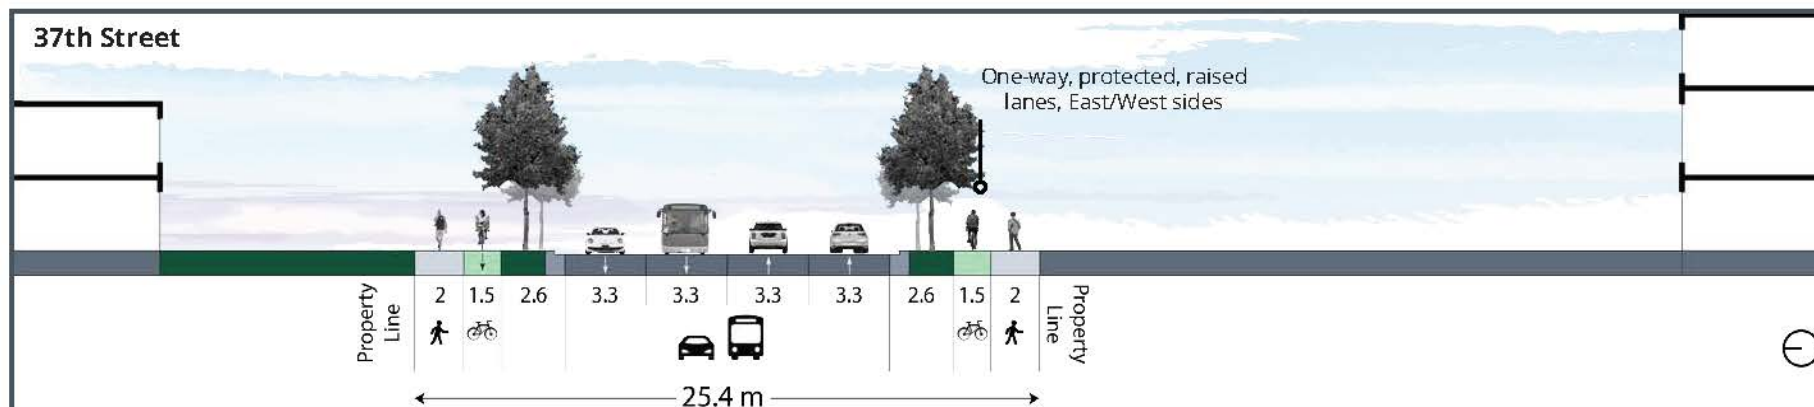 37th Street
One-way, protected, raised
lanes, East/West sides
Property
Line
2
1.5
2.6
3.3
3.3
3.3
3.3
2.6
1.5
2
Property
Line
25.4 m